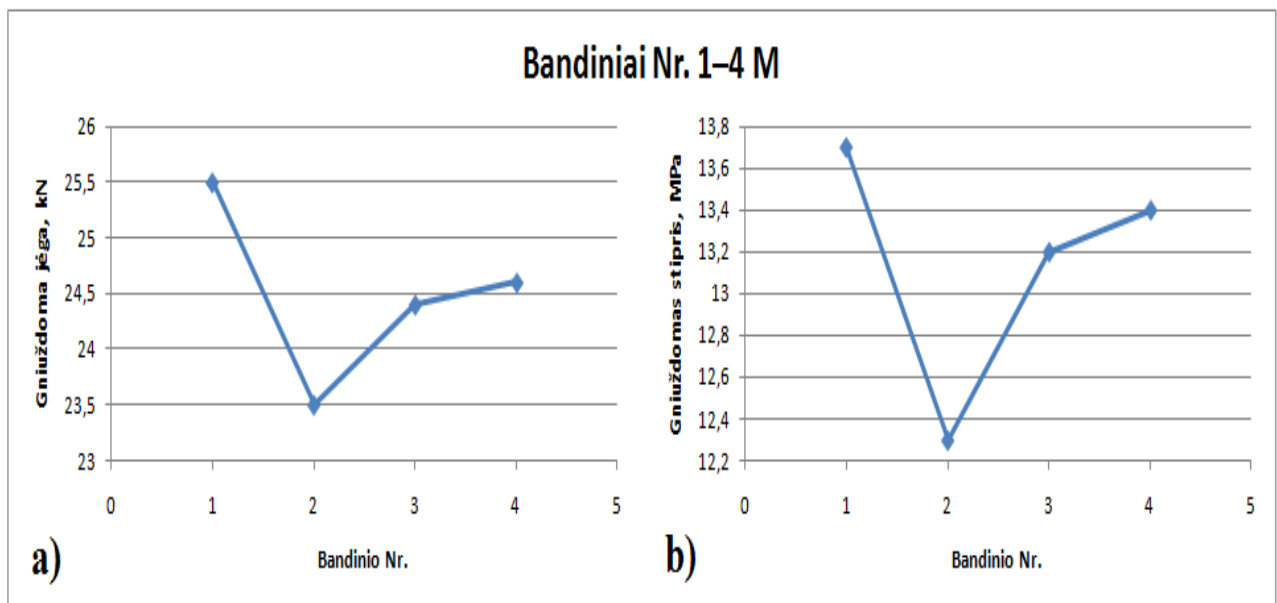 Bandiniai Nr. 1–4 M
Gniuždoma jėga, kN
26
25,5
25
24,5
24
23,5
23
0 1 2 3 4 5
Bandinio Nr.
a)
Gniuždomas stipris, MPa
13,8
13,6
13,4
13,2
13
12,8
12,6
12,4
12,2
0 1 2 3 4 5
Bandinio Nr.
b)